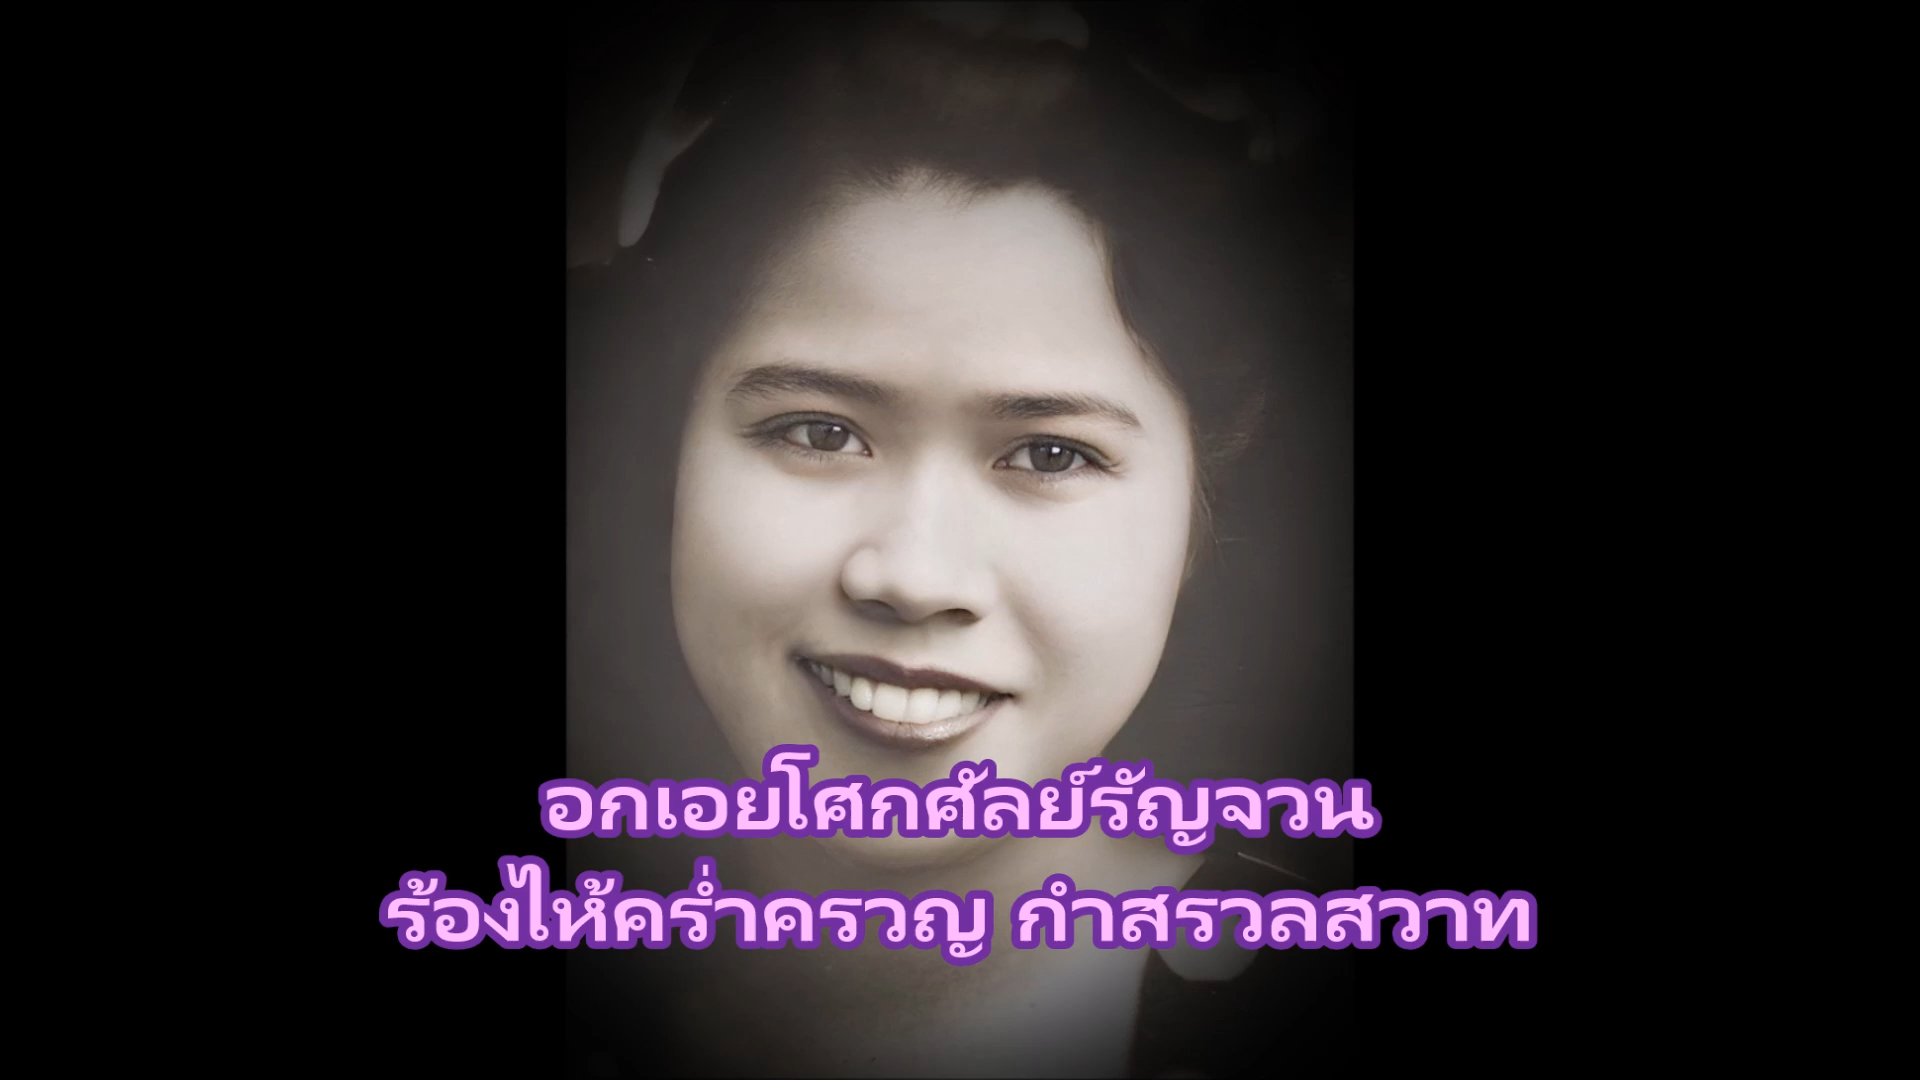 อกเอยโศกศัลย์รัญจวน
ร้องไห้คร่ำครวญ กำสรวลสวาท